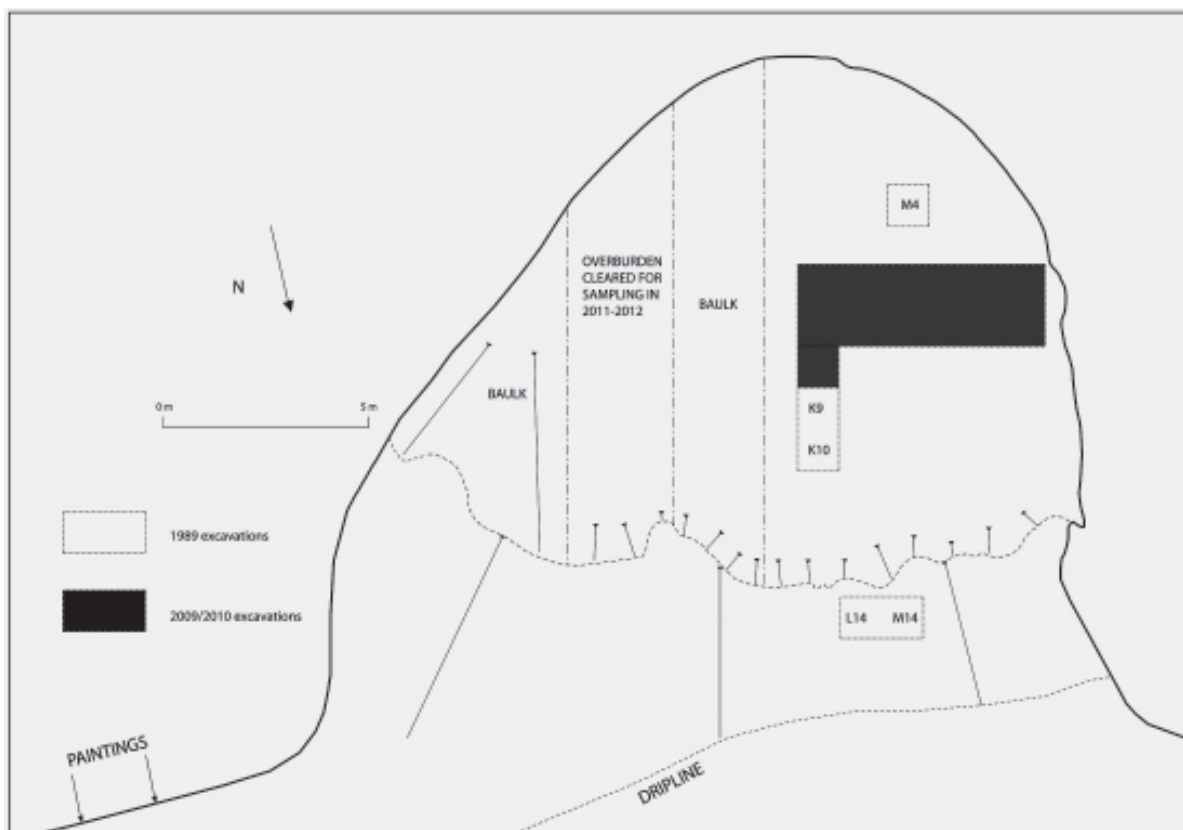 M4
OVERBURDEN
CLEARED FOR
SAMPLING IN
2011-2012
BAULK
N
BAULK
0 m
5 m
K9
K10
1989 excavations
2009/2010 excavations
L14
M14
PAINTINGS
DRIPLINE